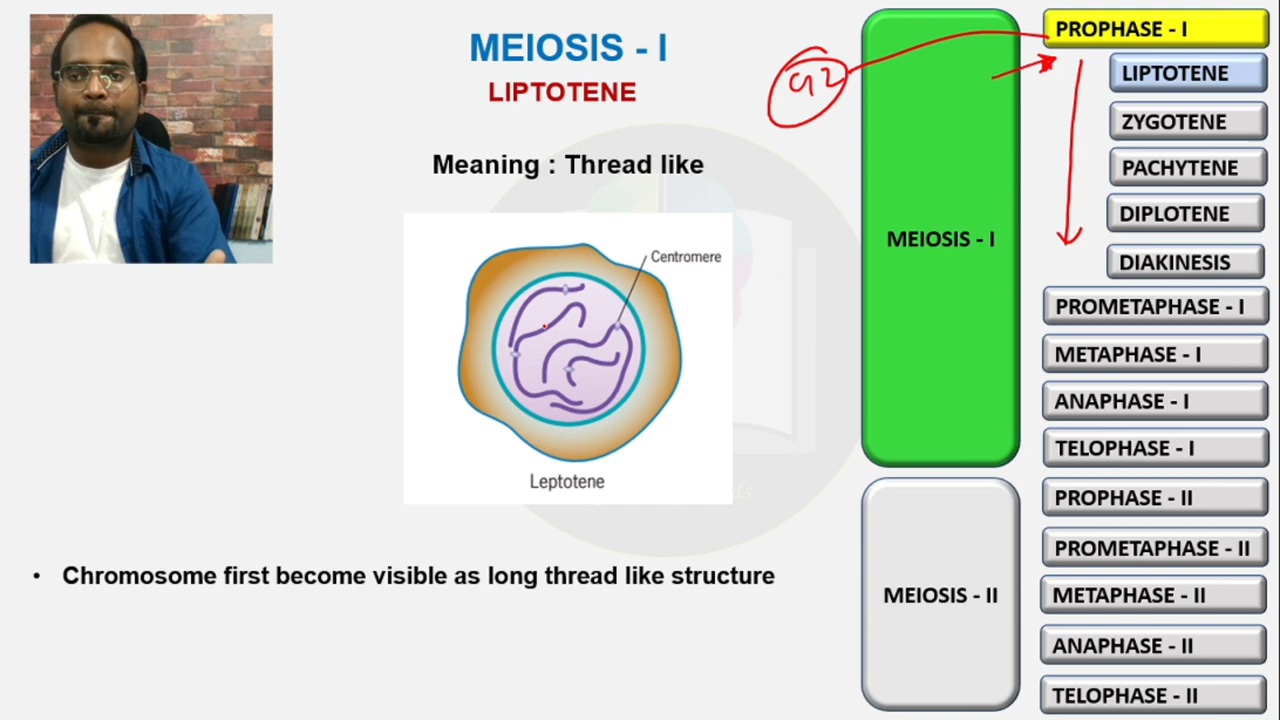 MEIOSIS - I
LIPTOTENE
Meaning : Thread like
Centromere
Leptotene
• Chromosome first become visible as long thread like structure
G2
MEIOSIS - I
MEIOSIS - II
PROPHASE - I
LIPTOTENE
ZYGOTENE
PACHYTENE
DIPLOTENE
DIAKINESIS
PROMETAPHASE - I
METAPHASE - I
ANAPHASE - I
TELOPHASE - I
PROPHASE - II
PROMETAPHASE - II
METAPHASE - II
ANAPHASE - II
TELOPHASE - II